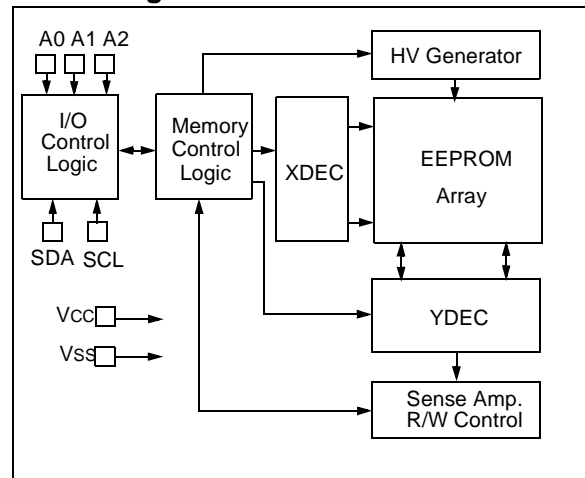 A0 A1 A2
HV Generator
I/O
Control
Logic
Memory
Control
Logic
XDEC
EEPROM
Array
SDA SCL
VCC
VSS
YDEC
Sense Amp.
R/W Control